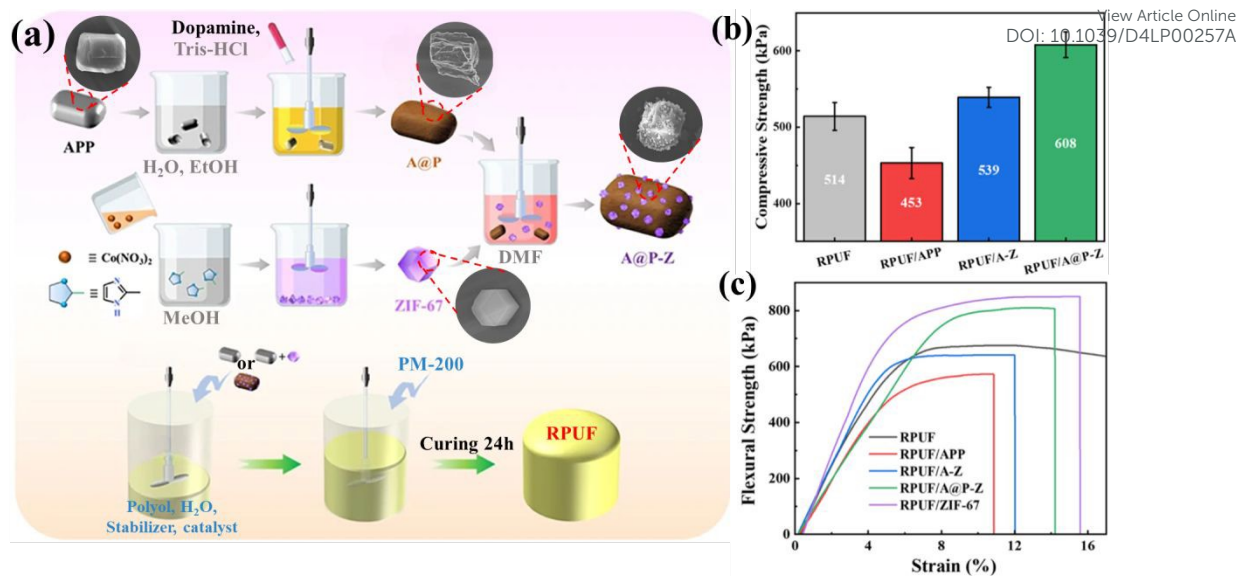 View Article Online
DOI: 10.1039/D4LP00257A
(a)
Dopamine,
Tris-HCl
APP
H₂O, EtOH
A@P
≡ Co(NO₃)₂
≡
N
N
H
MeOH
ZIF-67
DMF
A@P-Z
or
+
PM-200
Curing 24h
RPUF
Polyol, H₂O,
Stabilizer, catalyst
(b)
Compressive Strength (kPa)
600
500
400
514
453
539
608
RPUF
RPUF/APP
RPUF/A-Z
RPUF/A@P-Z
(c)
Flexural Strength (kPa)
800
600
400
200
0
RPUF
RPUF/APP
RPUF/A-Z
RPUF/A@P-Z
RPUF/ZIF-67
0 4 8 12 16
Strain (%)